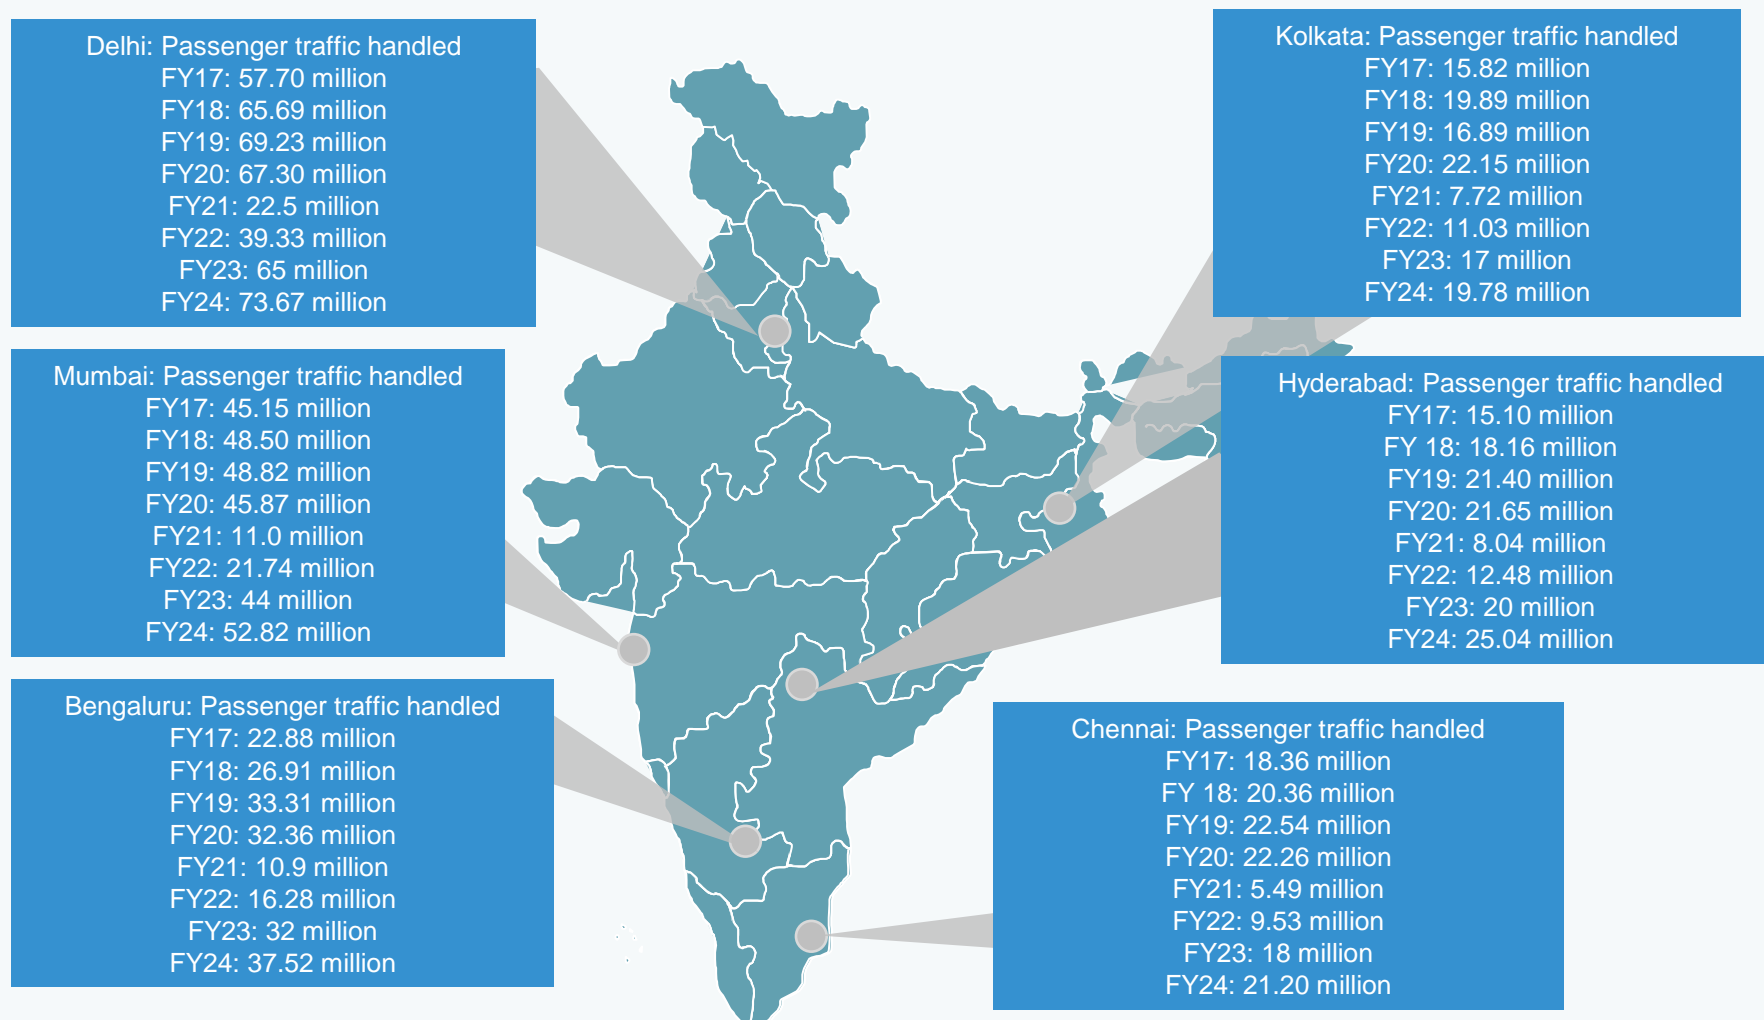 Delhi: Passenger traffic handled
FY17: 57.70 million
FY18: 65.69 million
FY19: 69.23 million
FY20: 67.30 million
FY21: 22.5 million
FY22: 39.33 million
FY23: 65 million
FY24: 73.67 million
Kolkata: Passenger traffic handled
FY17: 15.82 million
FY18: 19.89 million
FY19: 16.89 million
FY20: 22.15 million
FY21: 7.72 million
FY22: 11.03 million
FY23: 17 million
FY24: 19.78 million
Mumbai: Passenger traffic handled
FY17: 45.15 million
FY18: 48.50 million
FY19: 48.82 million
FY20: 45.87 million
FY21: 11.0 million
FY22: 21.74 million
FY23: 44 million
FY24: 52.82 million
Hyderabad: Passenger traffic handled
FY17: 15.10 million
FY 18: 18.16 million
FY19: 21.40 million
FY20: 21.65 million
FY21: 8.04 million
FY22: 12.48 million
FY23: 20 million
FY24: 25.04 million
Bengaluru: Passenger traffic handled
FY17: 22.88 million
FY18: 26.91 million
FY19: 33.31 million
FY20: 32.36 million
FY21: 10.9 million
FY22: 16.28 million
FY23: 32 million
FY24: 37.52 million
Chennai: Passenger traffic handled
FY17: 18.36 million
FY 18: 20.36 million
FY19: 22.54 million
FY20: 22.26 million
FY21: 5.49 million
FY22: 9.53 million
FY23: 18 million
FY24: 21.20 million